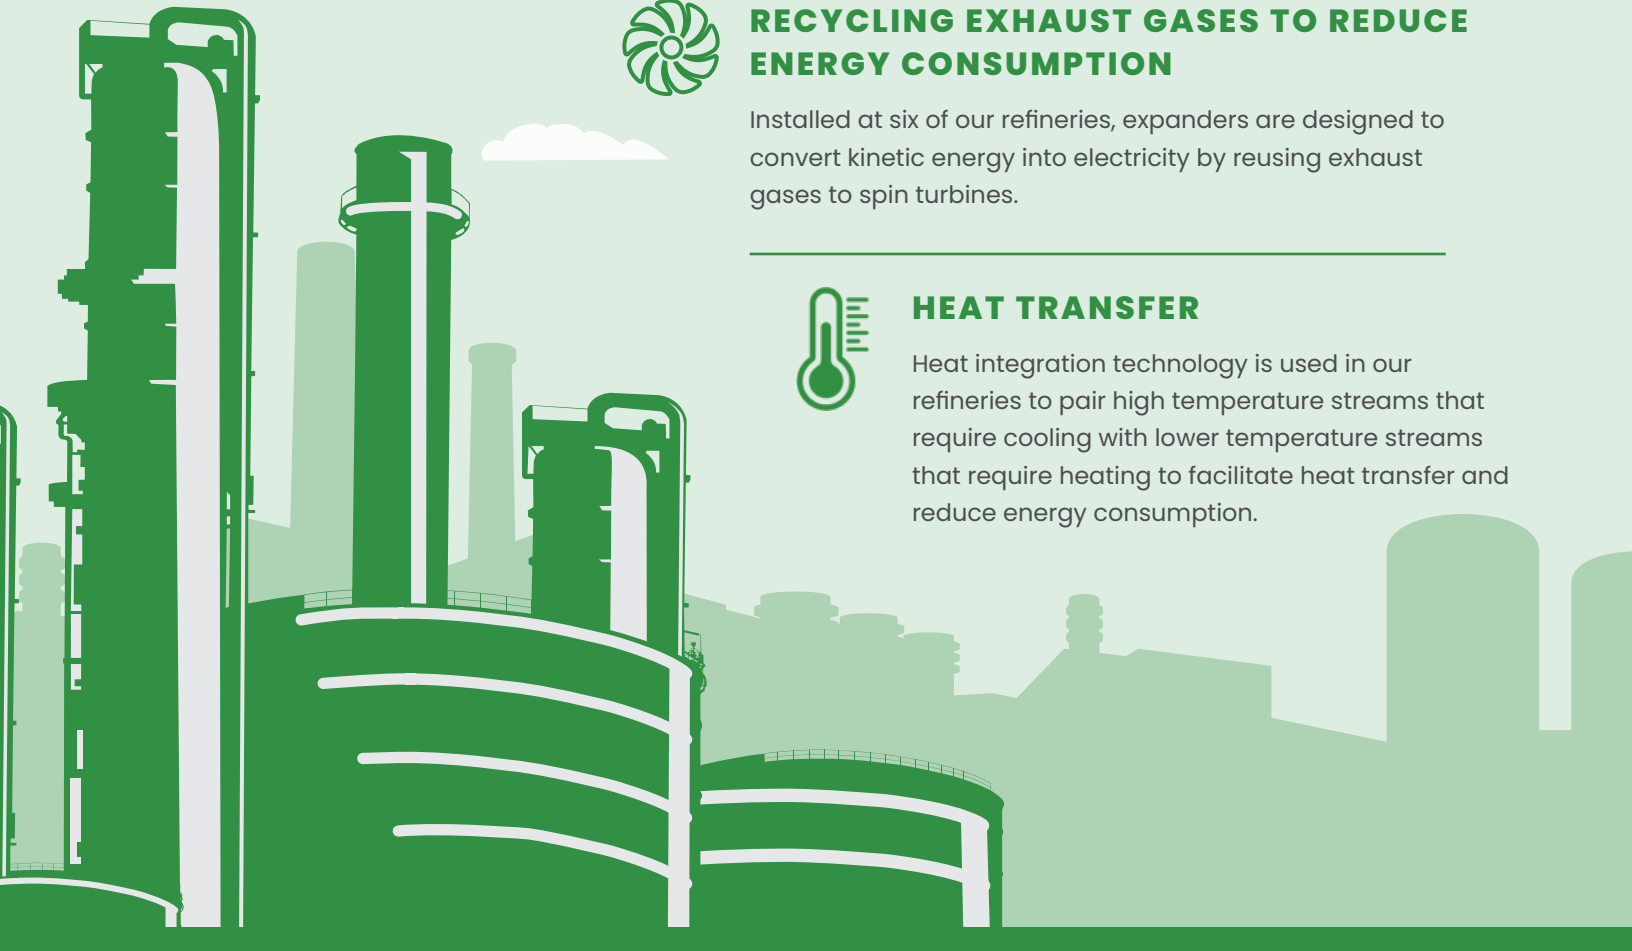 RECYCLING EXHAUST GASES TO REDUCE
ENERGY CONSUMPTION
Installed at six of our refineries, expanders are designed to
convert kinetic energy into electricity by reusing exhaust
gases to spin turbines.
HEAT TRANSFER
Heat integration technology is used in our
refineries to pair high temperature streams that
require cooling with lower temperature streams
that require heating to facilitate heat transfer and
reduce energy consumption.